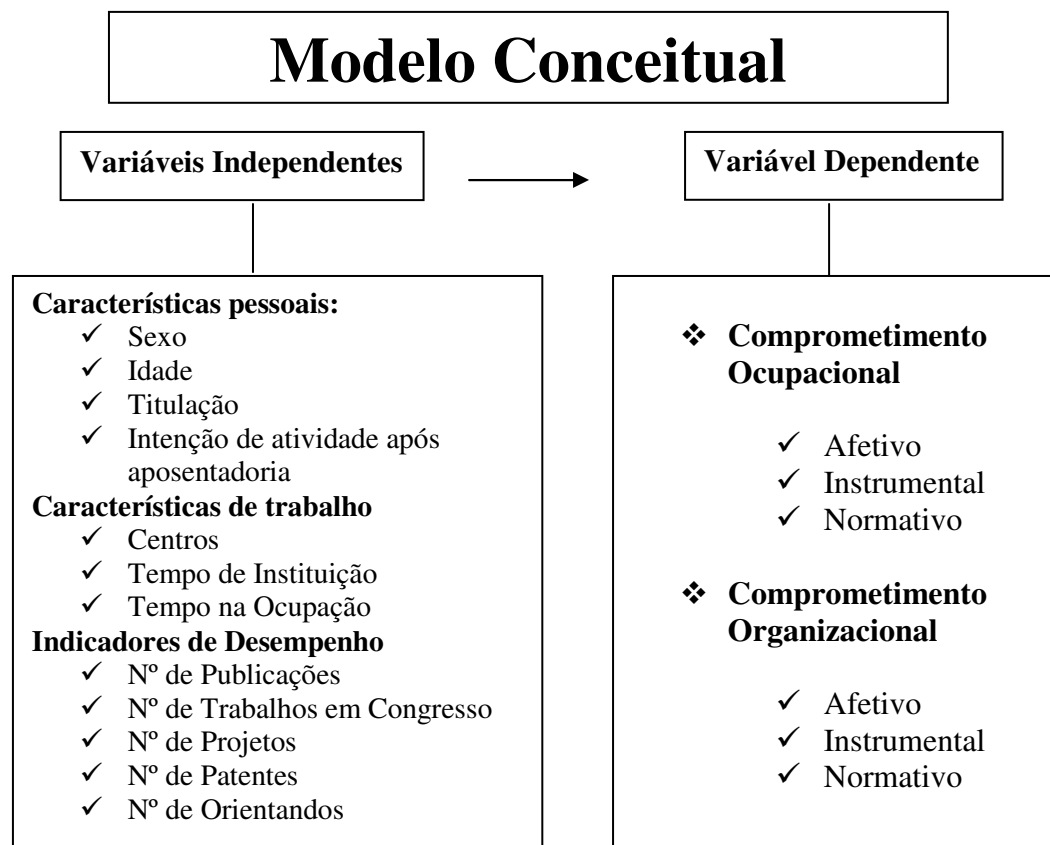 Modelo Conceitual
Variáveis Independentes
Variável Dependente
Características pessoais:
✓ Sexo
✓ Idade
✓ Titulação
✓ Intenção de atividade após
aposentadoria
Características de trabalho
✓ Centros
✓ Tempo de Instituição
✓ Tempo na Ocupação
Indicadores de Desempenho
✓ Nº de Publicações
✓ Nº de Trabalhos em Congresso
✓ Nº de Projetos
✓ Nº de Patentes
✓ Nº de Orientandos
❖ Comprometimento
Ocupacional
✓ Afetivo
✓ Instrumental
✓ Normativo
❖ Comprometimento
Organizacional
✓ Afetivo
✓ Instrumental
✓ Normativo